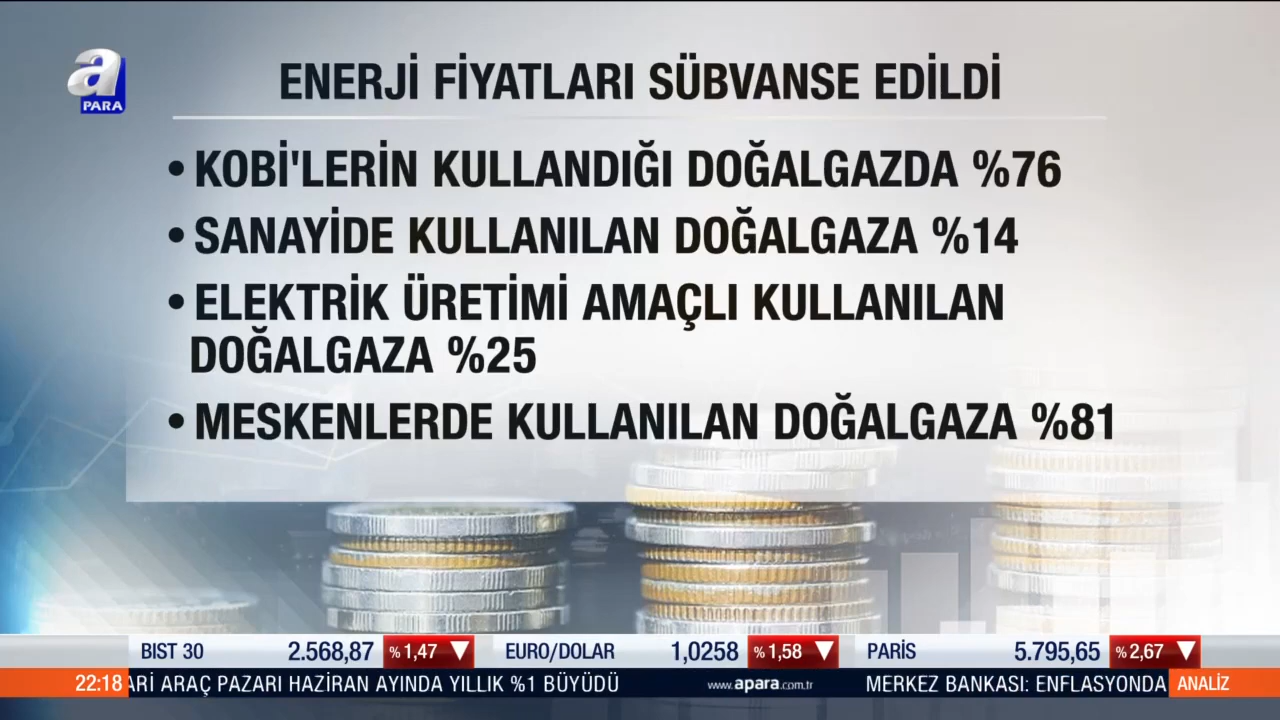 a
PARA
ENERJİ FİYATLARI SÜBVANSE EDİLDİ
• KOBİ'LERİN KULLANDIĞI DOĞALGAZDA %76
• SANAYİDE KULLANILAN DOĞALGAZA %14
• ELEKTRİK ÜRETİMİ AMAÇLI KULLANILAN
DOĞALGAZA %25
• MESKENLERDE KULLANILAN DOĞALGAZA %81
BIST 30 2.568,87 %1,47 ▼ EURO/DOLAR 1,0258 %1,58 ▼ PARİS 5.795,65 %2,67 ▼
22:18 ARİ ARAÇ PAZARI HAZİRAN AYINDA YILLIK %1 BÜYÜDÜ www.apara.com.tr MERKEZ BANKASI: ENFLASYONDA ANALİZ